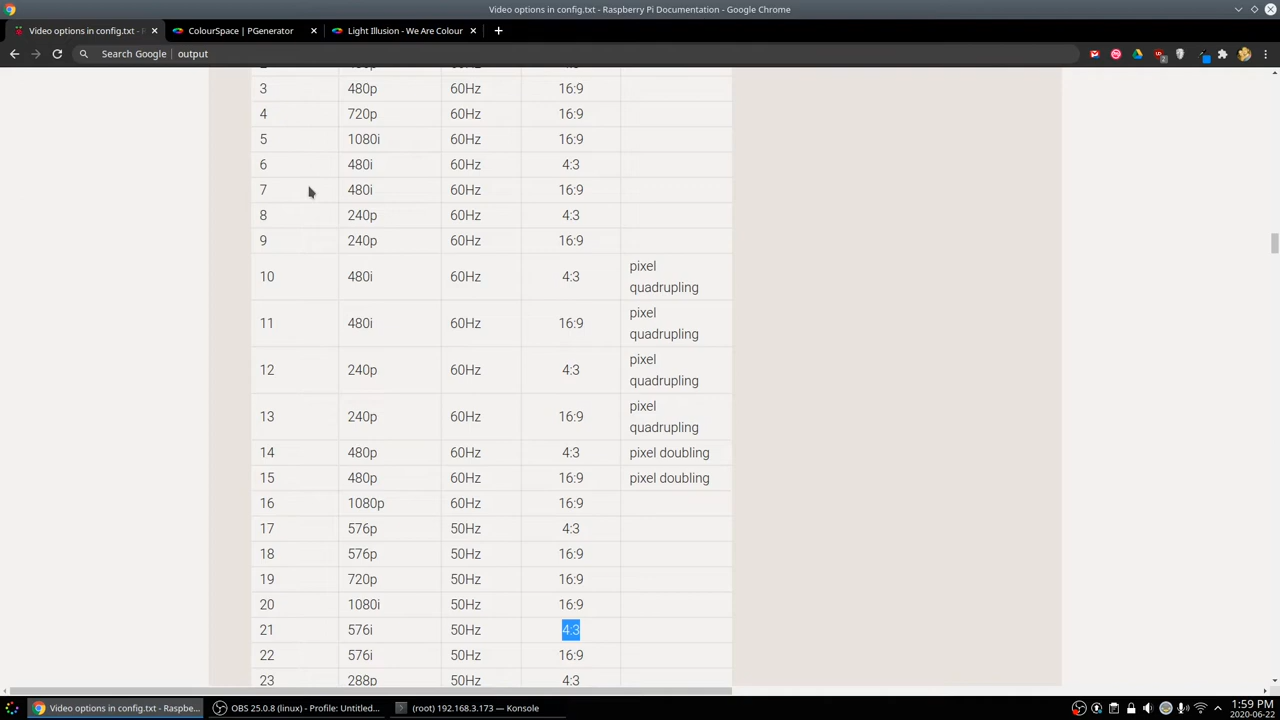 Video options in config.txt - Raspberry Pi Documentation - Google Chrome
Video options in config.txt - R
ColourSpace | PGenerator
Light Illusion - We Are Colour
Search Google | output
3 480p 60Hz 16:9
4 720p 60Hz 16:9
5 1080i 60Hz 16:9
6 480i 60Hz 4:3
7 480i 60Hz 16:9
8 240p 60Hz 4:3
9 240p 60Hz 16:9
10 480i 60Hz 4:3 pixel
quadrupling
11 480i 60Hz 16:9 pixel
quadrupling
12 240p 60Hz 4:3 pixel
quadrupling
13 240p 60Hz 16:9 pixel
quadrupling
14 480p 60Hz 4:3 pixel doubling
15 480p 60Hz 16:9 pixel doubling
16 1080p 60Hz 16:9
17 576p 50Hz 4:3
18 576p 50Hz 16:9
19 720p 50Hz 16:9
20 1080i 50Hz 16:9
21 576i 50Hz 4:3
22 576i 50Hz 16:9
23 288p 50Hz 4:3
Video options in config.txt - Raspbe...
OBS 25.0.8 (linux) - Profile: Untitled...
(root) 192.168.3.173 — Konsole
1:59 PM
2020-06-22